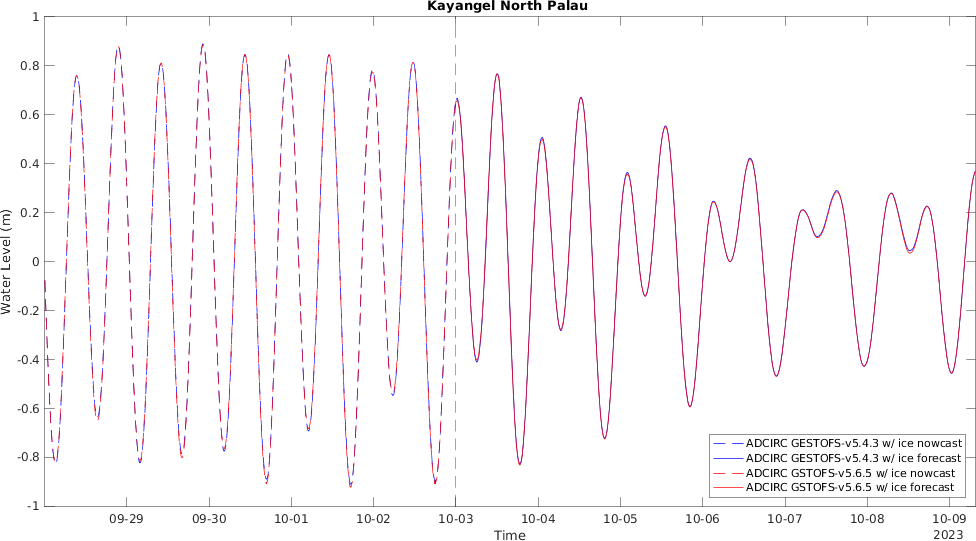 Kayangel North Palau
Water Level (m)
1
0.8
0.6
0.4
0.2
0
-0.2
-0.4
-0.6
-0.8
-1
ADCIRC GESTOFS-v5.4.3 w/ ice nowcast
ADCIRC GESTOFS-v5.4.3 w/ ice forecast
ADCIRC GSTOFS-v5.6.5 w/ ice nowcast
ADCIRC GSTOFS-v5.6.5 w/ ice forecast
09-29 09-30 10-01 10-02 10-03 10-04 10-05 10-06 10-07 10-08 10-09
Time 2023